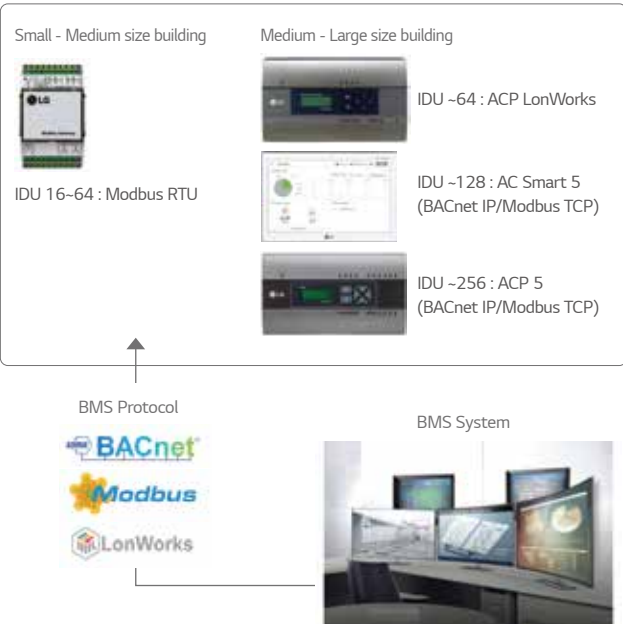 Small - Medium size building
Medium - Large size building
LG
IDU 16~64 : Modbus RTU
IDU ~64 : ACP LonWorks
IDU ~128 : AC Smart 5
(BACnet IP/Modbus TCP)
LG
IDU ~256 : ACP 5
(BACnet IP/Modbus TCP)
BMS Protocol
BACnet
Modbus
LonWorks
BMS System